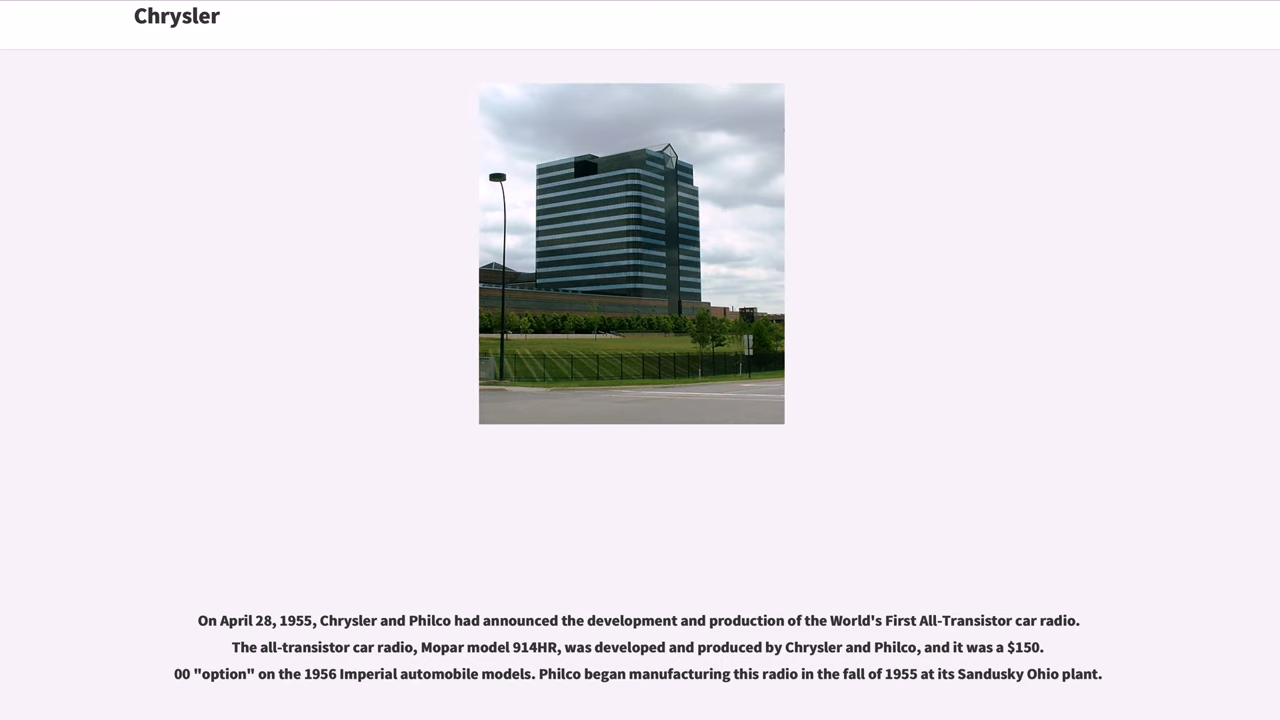 Chrysler
On April 28, 1955, Chrysler and Philco had announced the development and production of the World's First All-Transistor car radio.
The all-transistor car radio, Mopar model 914HR, was developed and produced by Chrysler and Philco, and it was a $150.
00 "option" on the 1956 Imperial automobile models. Philco began manufacturing this radio in the fall of 1955 at its Sandusky Ohio plant.